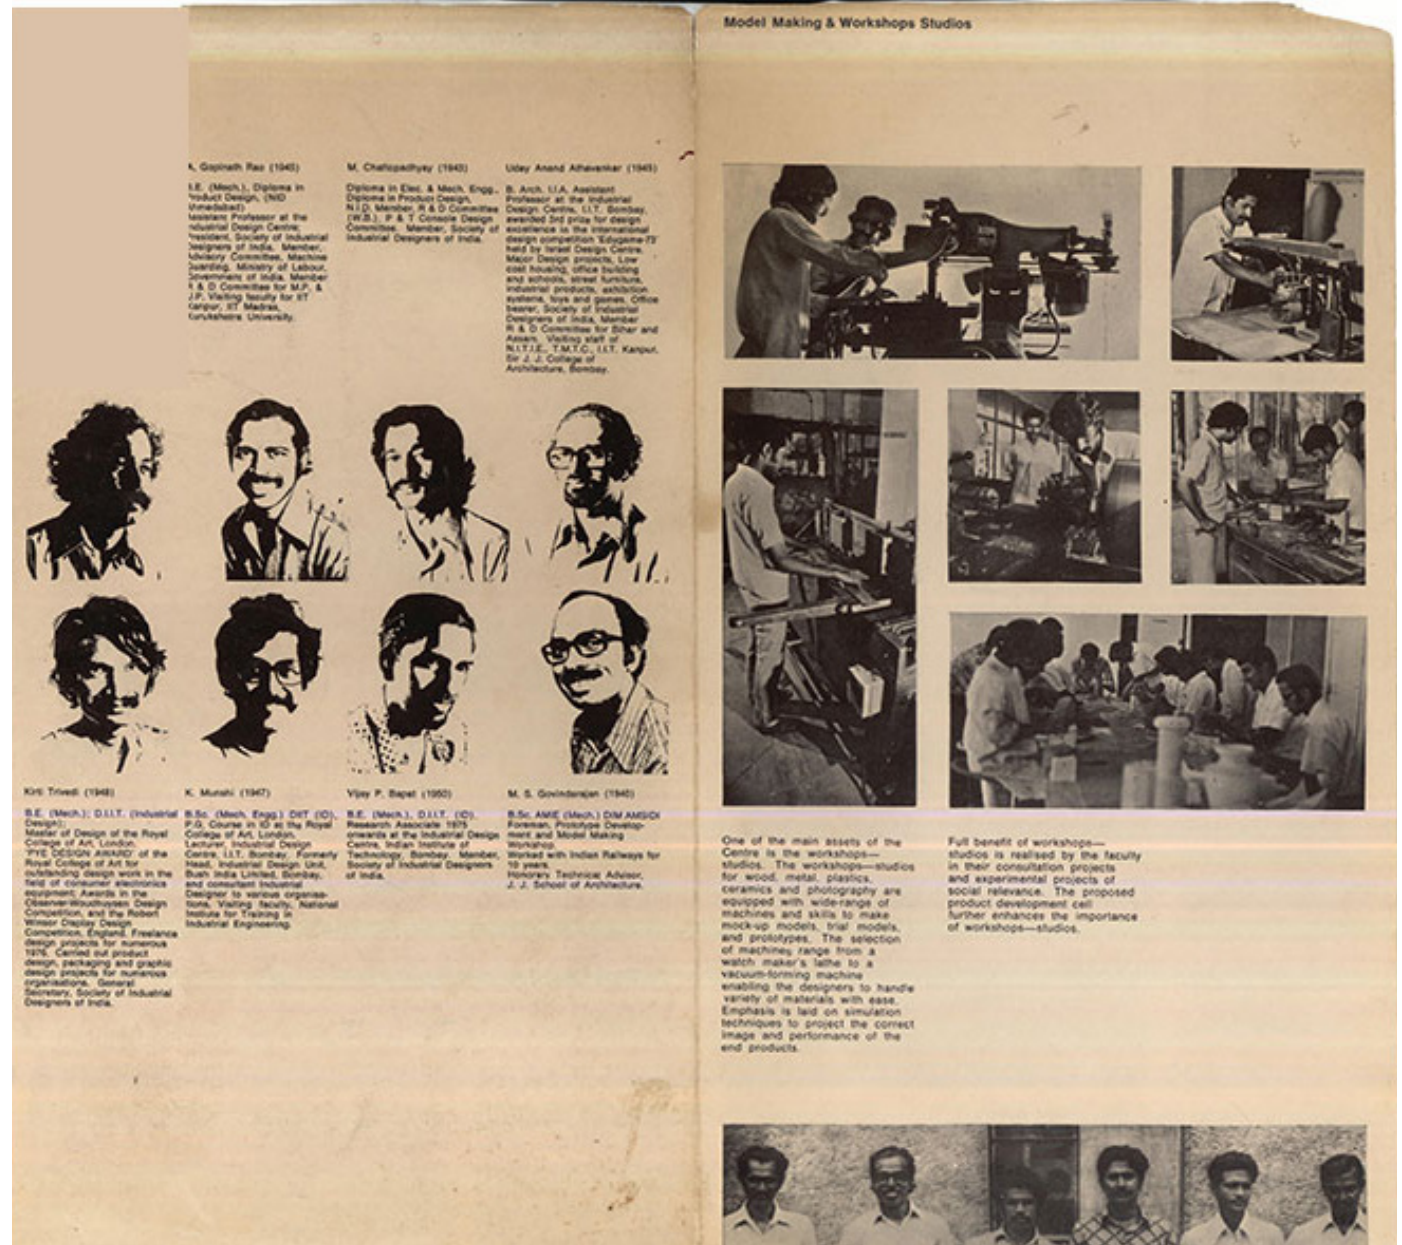 Model Making & Workshops Studios
A. Gopinath Rao (1945)
B.E. (Mech.), Diploma in
Product Design, (NID
Ahmedabad)
Assistant Professor at the
Industrial Design Centre;
President, Society of Industrial
Designers of India. Member,
Advisory Committee, Machine
Guarding, Ministry of Labour,
Government of India. Member
R & D Committee for M.P. &
U.P. Visiting faculty for IIT
Kanpur, IIT Madras,
Kurukshetra University.
M. Chattopadhyay (1943)
Diploma in Elec. & Mech. Engg.,
Diploma in Product Design,
N.I.D. Member, R & D Committee
(W.B.), P & T Console Design
Committee. Member, Society of
Industrial Designers of India.
Uday Anand Athavankar (1945)
B. Arch. I.I.A. Assistant
Professor at the Industrial
Design Centre, I.I.T. Bombay,
awarded 3rd prize for design
excellence in the international
design competition 'Edygame-73'
held by Israel Design Centre.
Major Design projects, Low
cost housing, office building
and schools, street furniture,
industrial products, exhibition
systems, toys and games. Office
bearer, Society of Industrial
Designers of India, Member
R & D Committee for Bihar and
Assam. Visiting staff of
N.I.T.I.E., T.M.T.C., I.I.T. Kanpur,
Sir J. J. College of
Architecture, Bombay.
Kirti Trivedi (1948)
B.E. (Mech.); D.I.I.T. (Industrial
Design);
Master of Design of the Royal
College of Art, London.
'PYE DESIGN AWARD' of the
Royal College of Art for
outstanding design work in the
field of consumer electronics
equipment; Awards in the
Observer-Woudhuysen Design
Competition, and the Robert
Winsor Display Design
Competition, England. Freelance
design projects for numerous
1976. Carried out product
design, packaging and graphic
design projects for numerous
organisations. General
Secretary, Society of Industrial
Designers of India.
K. Munshi (1947)
B.Sc. (Mech. Engg.) DIIT (ID),
P.G. Course in ID at the Royal
College of Art, London.
Lecturer, Industrial Design
Centre, I.I.T. Bombay. Formerly
Head, Industrial Design Unit,
Bush India Limited, Bombay,
and consultant Industrial
Designer to various organisa-
tions. Visiting faculty, National
Institute for Training in
Industrial Engineering.
Vijay P. Bapat (1950)
B.E. (Mech.), D.I.I.T. (ID),
Research Associate 1975
onwards at the Industrial Design
Centre, Indian Institute of
Technology, Bombay. Member,
Society of Industrial Designers
of India.
M. S. Govindarajan (1940)
B.Sc. AMIE (Mech.) DIM AMSIDI
Foreman, Prototype Develop-
ment and Model Making
Workshop.
Worked with Indian Railways for
10 years.
Honorary Technical Advisor,
J. J. School of Architecture.
One of the main assets of the
Centre is the workshops—
studios. The workshops—studios
for wood, metal, plastics,
ceramics and photography are
equipped with wide-range of
machines and skills to make
mock-up models, trial models,
and prototypes. The selection
of machines range from a
watch maker's lathe to a
vacuum-forming machine
enabling the designers to handle
variety of materials with ease.
Emphasis is laid on simulation
techniques to project the correct
image and performance of the
end products.
Full benefit of workshops—
studios is realised by the faculty
in their consultation projects
and experimental projects of
social relevance. The proposed
product development cell
further enhances the importance
of workshops—studios.